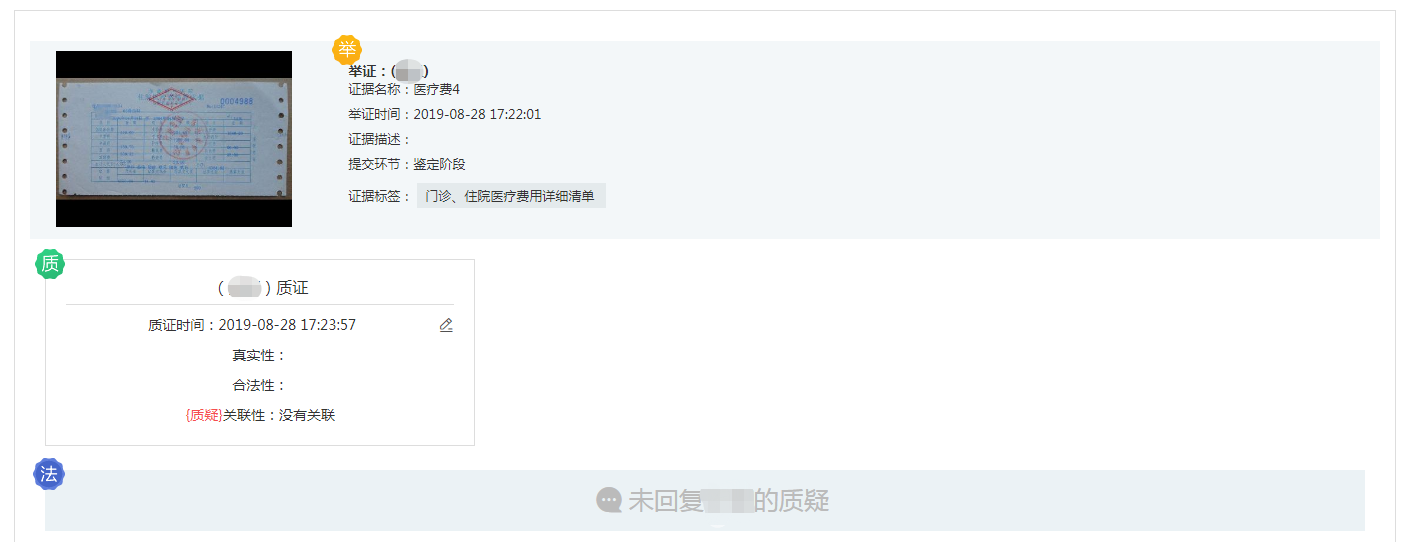 举
举证：( )
证据名称：医疗费4
举证时间：2019-08-28 17:22:01
证据描述：
提交环节：鉴定阶段
证据标签： 门诊、住院医疗费用详细清单
0004988
质
( ) 质证
质证时间：2019-08-28 17:23:57
真实性：
合法性：
{质疑}关联性：没有关联
法
未回复 的质疑